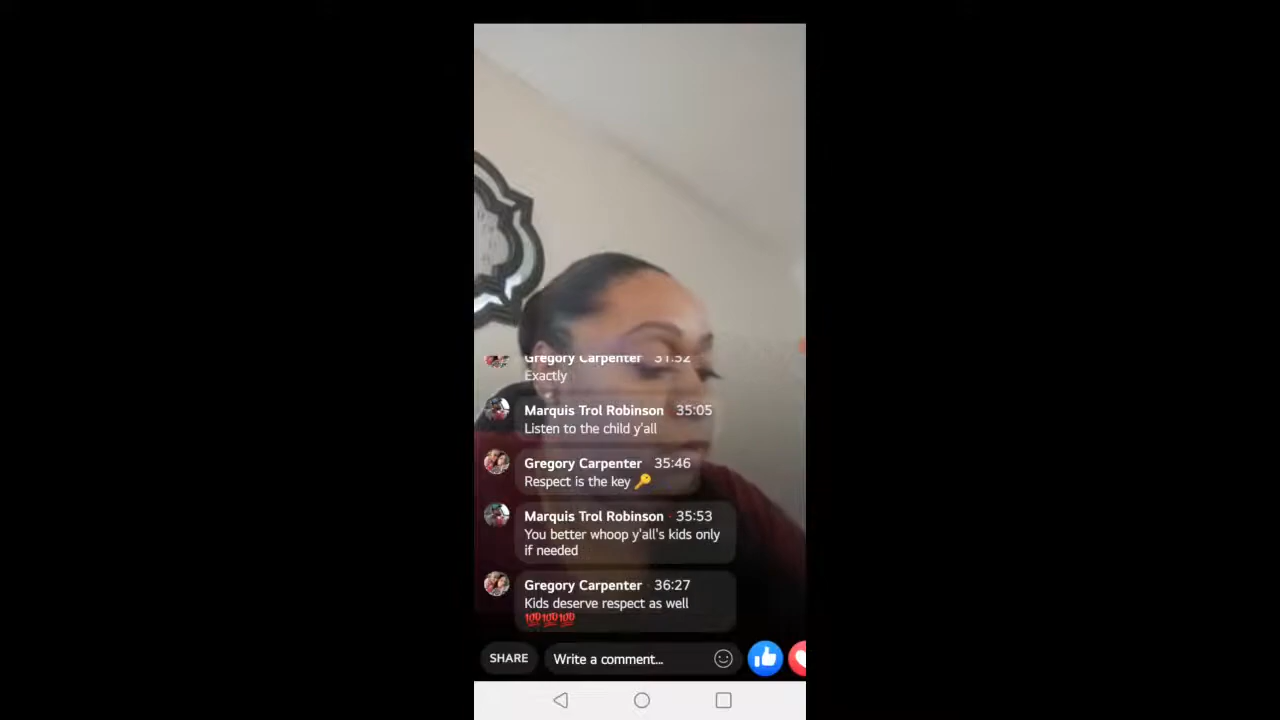 Gregory Carpenter 31:52
Exactly
Marquis Trol Robinson 35:05
Listen to the child y'all
Gregory Carpenter 35:46
Respect is the key 🔑
Marquis Trol Robinson 35:53
You better whoop y'all's kids only
if needed
Gregory Carpenter 36:27
Kids deserve respect as well
💯💯💯
SHARE
Write a comment...